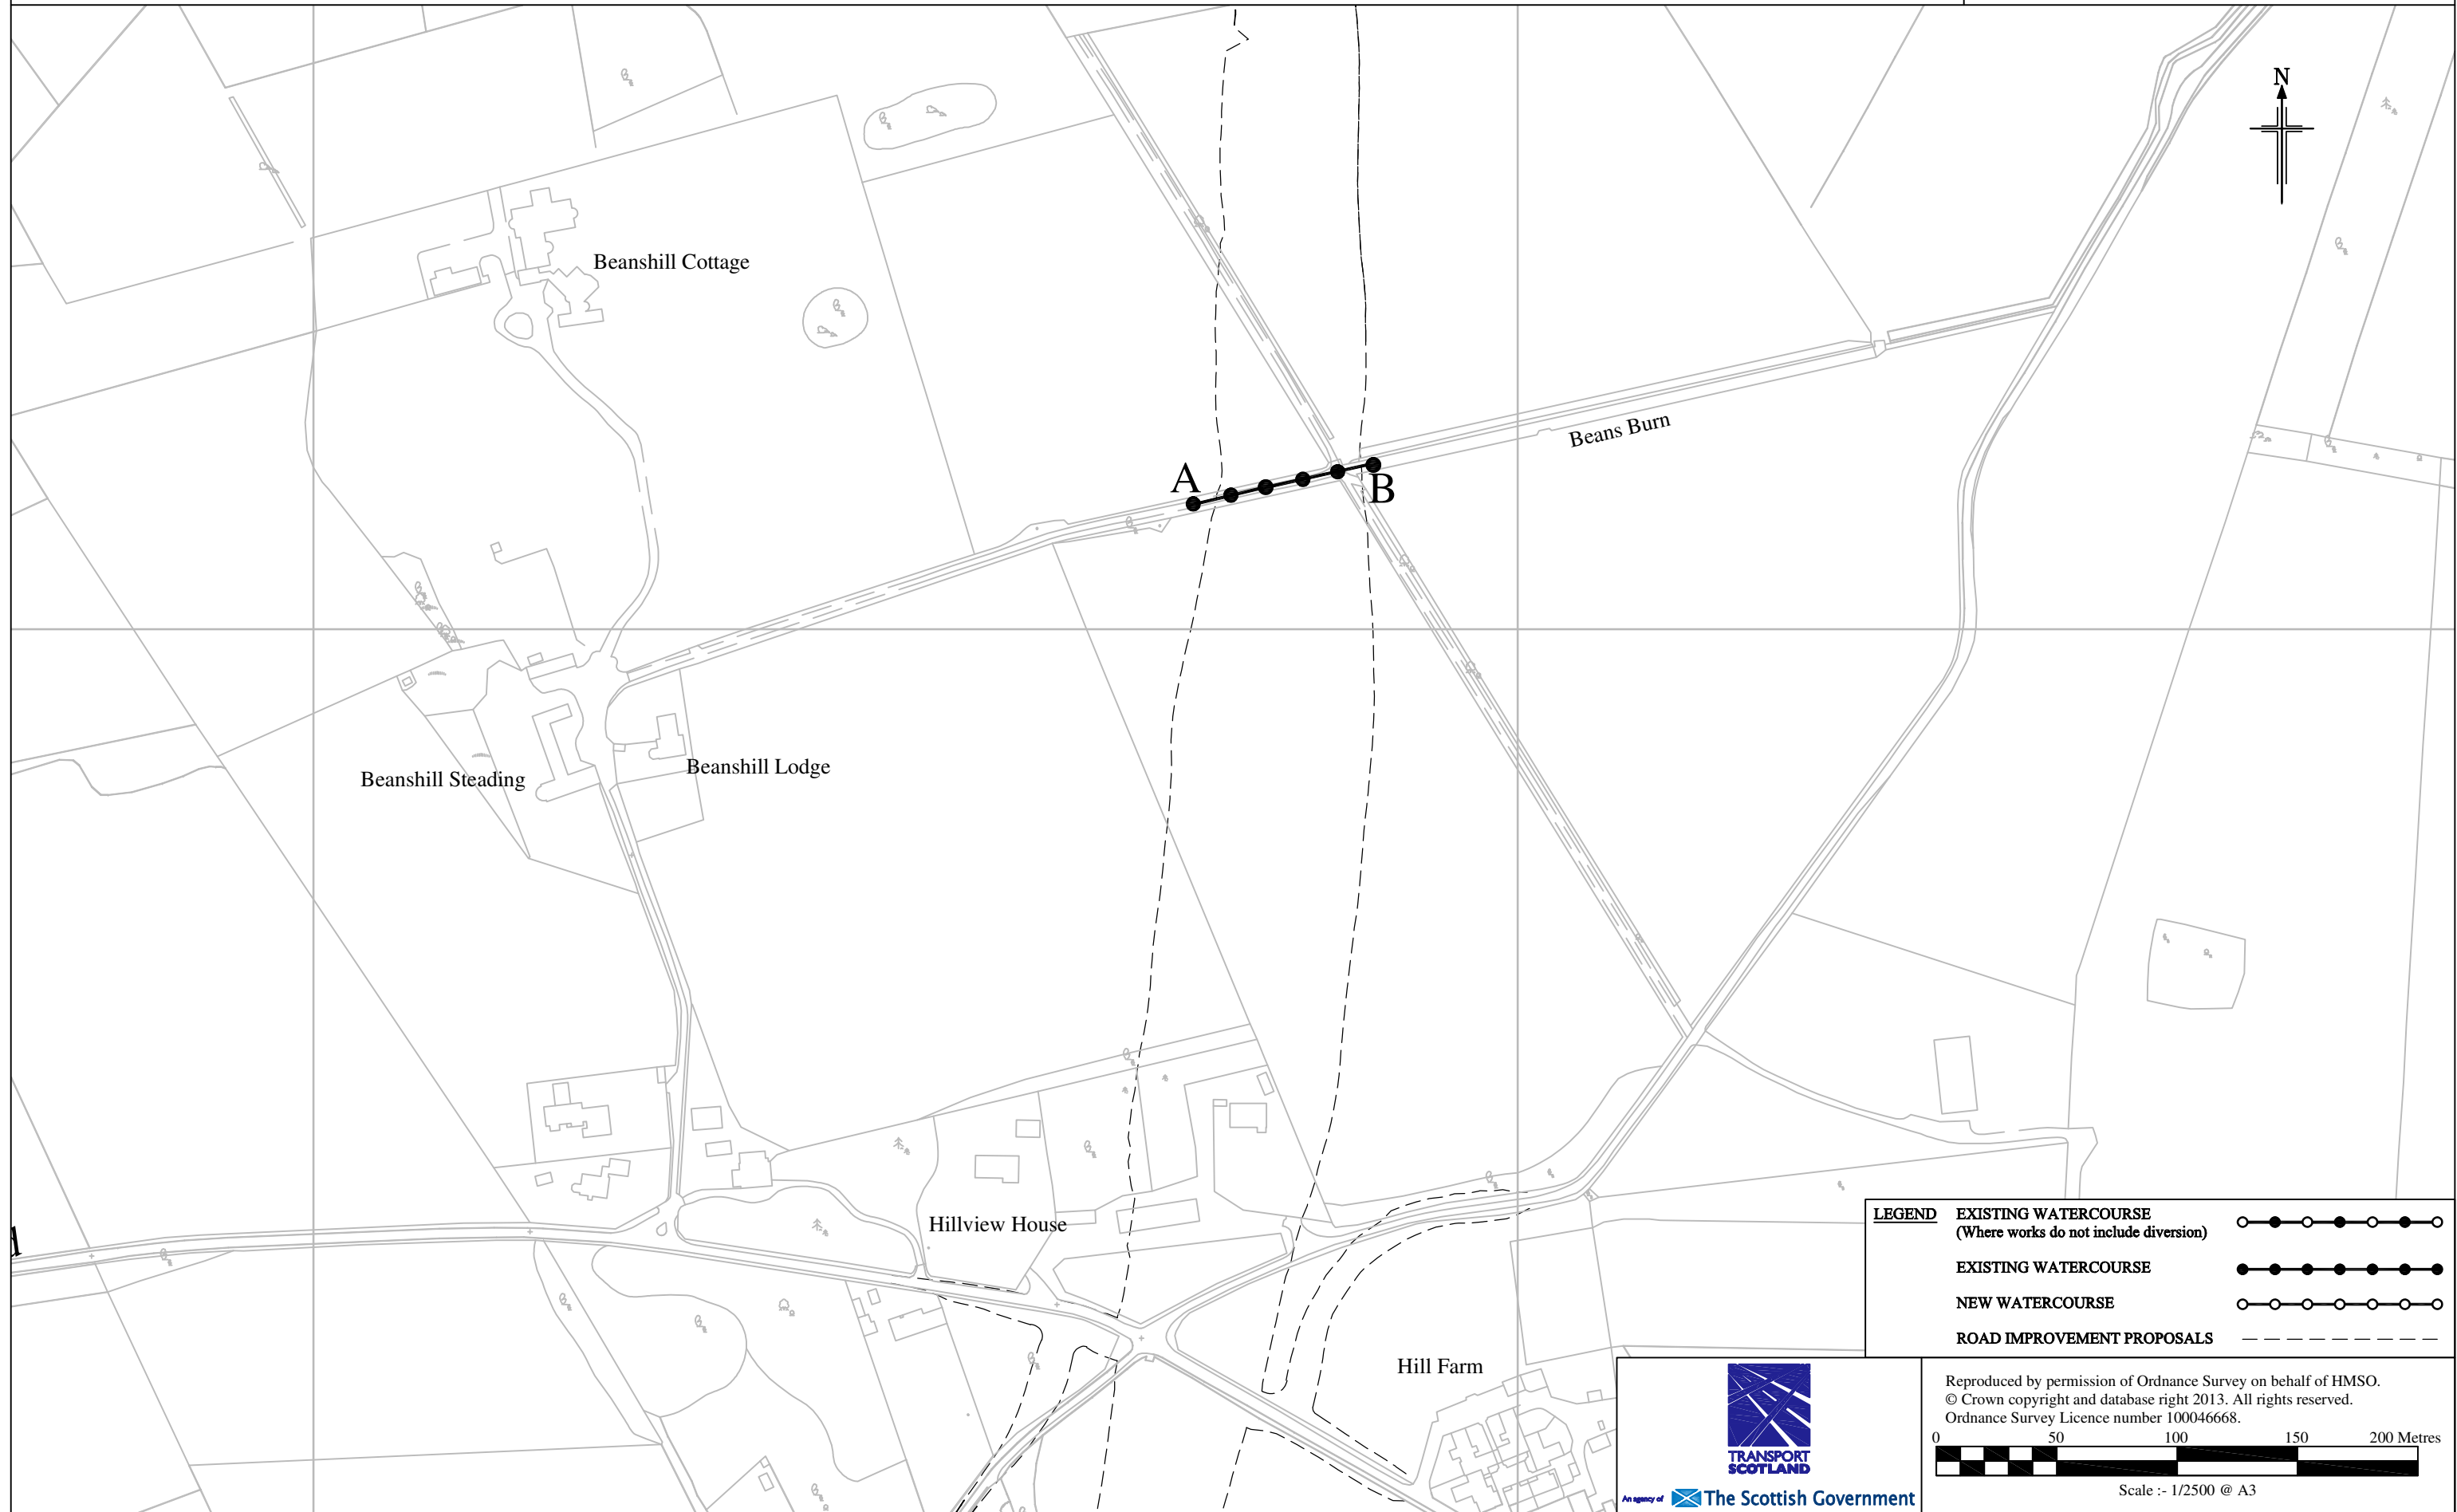 N
Beanshill Cottage
Beans Burn
A
B
Beanshill Lodge
Beanshill Steading
Hillview House
Hill Farm
LEGEND EXISTING WATERCOURSE
(Where works do not include diversion)
EXISTING WATERCOURSE
NEW WATERCOURSE
ROAD IMPROVEMENT PROPOSALS
TRANSPORT
SCOTLAND
An agency of The Scottish Government
Reproduced by permission of Ordnance Survey on behalf of HMSO.
© Crown copyright and database right 2013. All rights reserved.
Ordnance Survey Licence number 100046668.
0 50 100 150 200 Metres
Scale :- 1/2500 @ A3